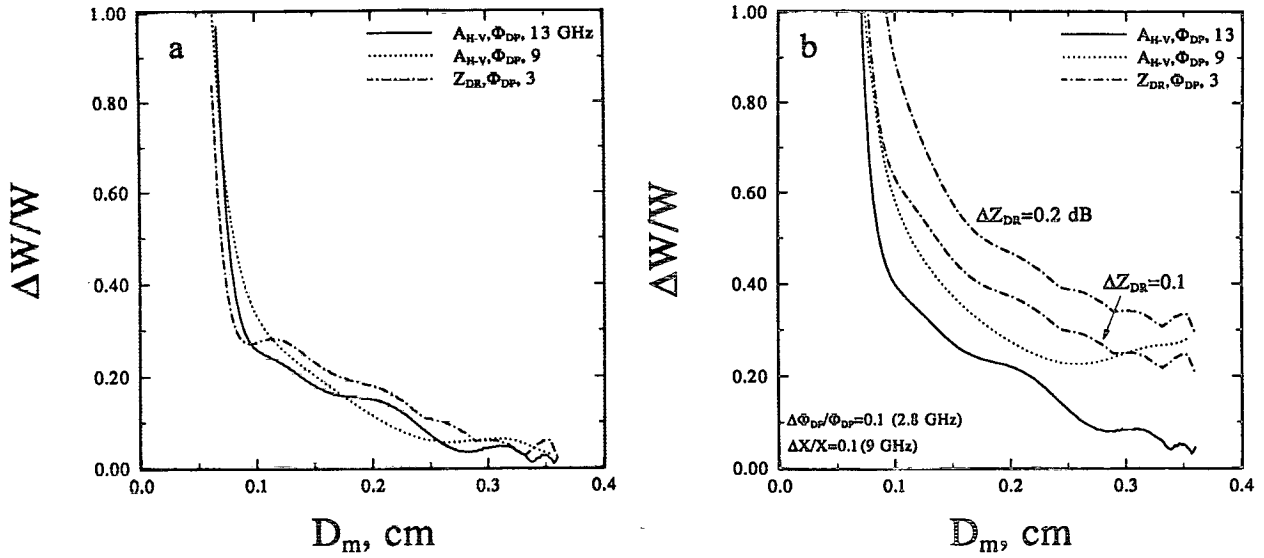 a
A_H-V,Φ_DP, 13 GHz
A_H-V,Φ_DP, 9
Z_DR,Φ_DP, 3
1.00
0.80
0.60
0.40
0.20
0.00
ΔW/W
0.0
0.1
0.2
0.3
0.4
D_m, cm
b
A_H-V,Φ_DP, 13
A_H-V,Φ_DP, 9
Z_DR,Φ_DP, 3
1.00
0.80
0.60
0.40
0.20
0.00
ΔW/W
ΔZ_DR=0.2 dB
ΔZ_DR=0.1
ΔΦ_DP/Φ_DP=0.1 (2.8 GHz)
ΔX/X=0.1(9 GHz)
0.0
0.1
0.2
0.3
0.4
D_m, cm